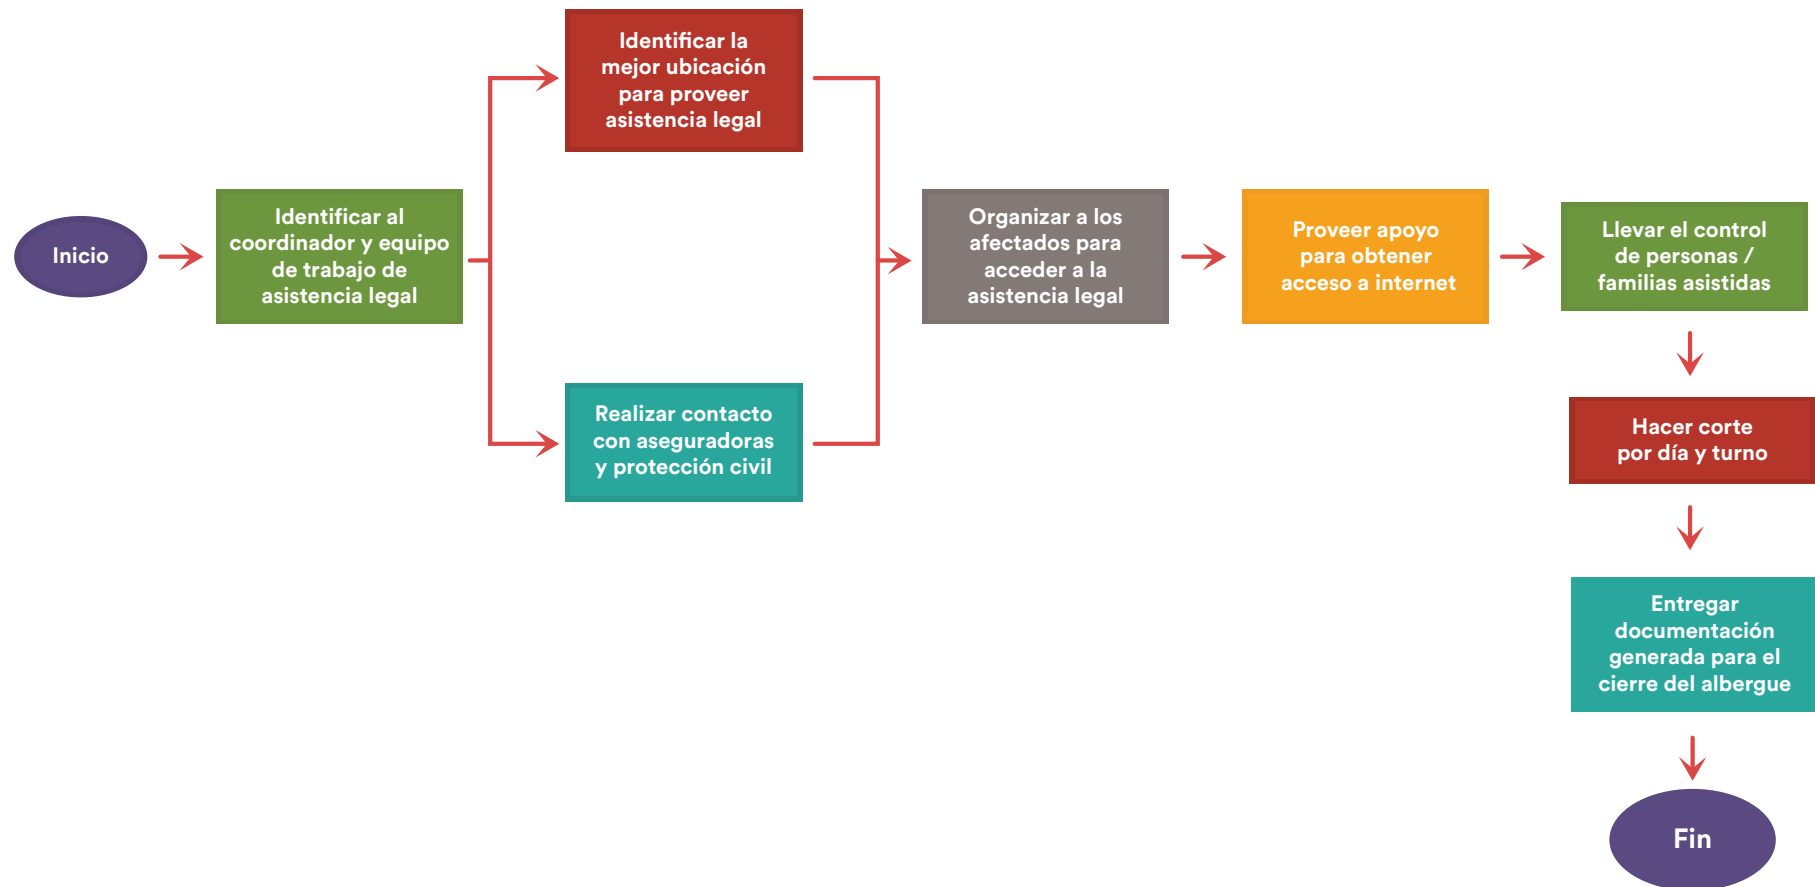 Inicio
Identificar al
coordinador y equipo
de trabajo de
asistencia legal
Identificar la
mejor ubicación
para proveer
asistencia legal
Realizar contacto
con aseguradoras
y protección civil
Organizar a los
afectados para
acceder a la
asistencia legal
Proveer apoyo
para obtener
acceso a internet
Llevar el control
de personas /
familias asistidas
Hacer corte
por día y turno
Entregar
documentación
generada para el
cierre del albergue
Fin